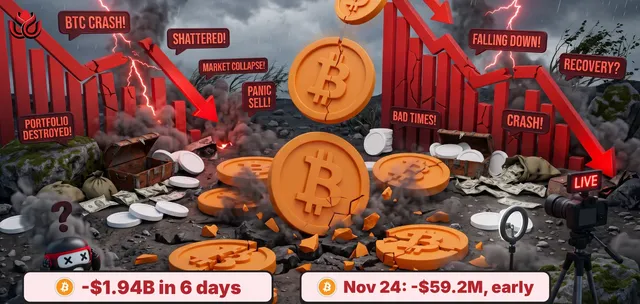 BTC CRASH!
SHATTERED!
MARKET COLLAPSE!
PANIC
SELL!
PORTFOLIO
DESTROYED!
FALLING DOWN!
RECOVERY?
BAD TIMES!
CRASH!
LIVE
?
-$1.94B in 6 days
Nov 24: -$59.2M, early